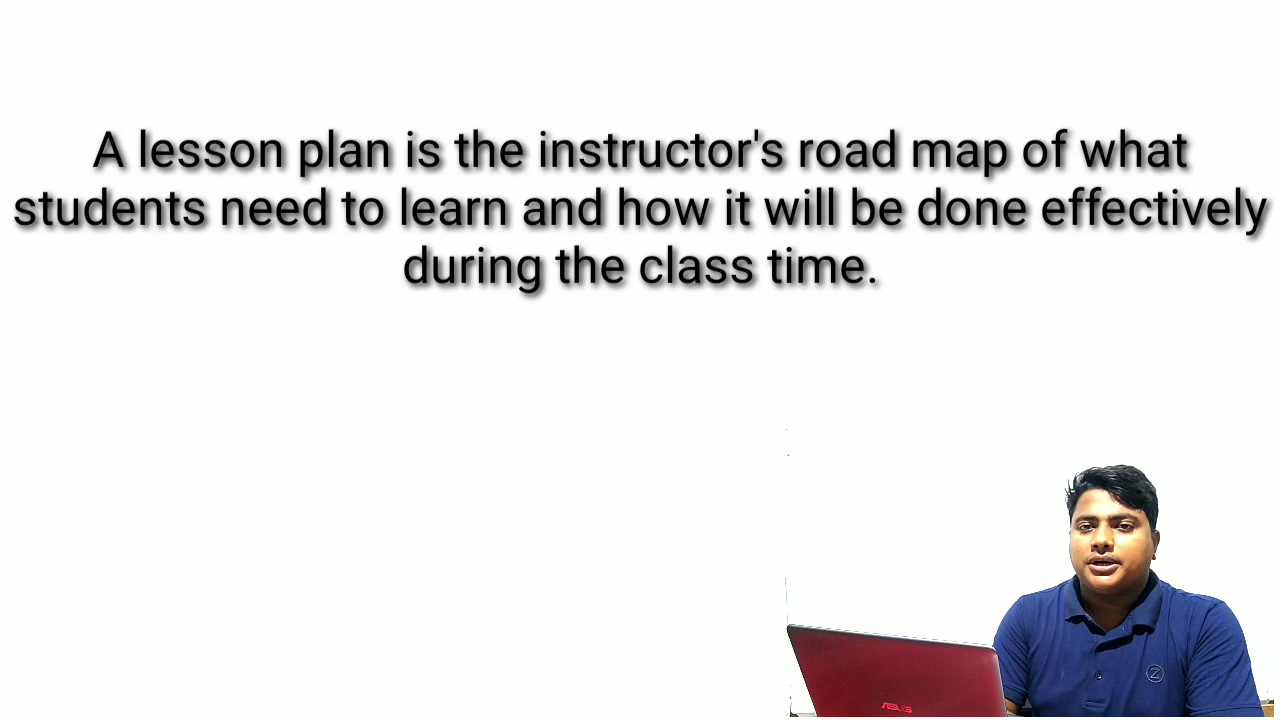 A lesson plan is the instructor's road map of what
students need to learn and how it will be done effectively
during the class time.
ASUS
Z